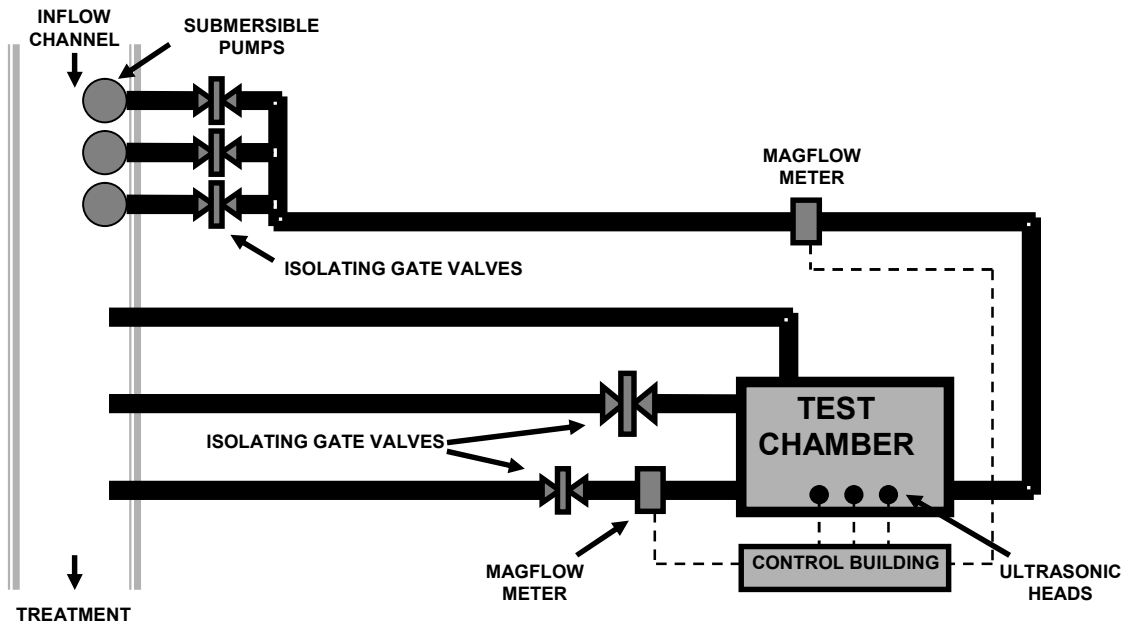 INFLOW
CHANNEL
SUBMERSIBLE
PUMPS
MAGFLOW
METER
ISOLATING GATE VALVES
TEST
CHAMBER
ISOLATING GATE VALVES
MAGFLOW
METER
CONTROL BUILDING
ULTRASONIC
HEADS
TREATMENT